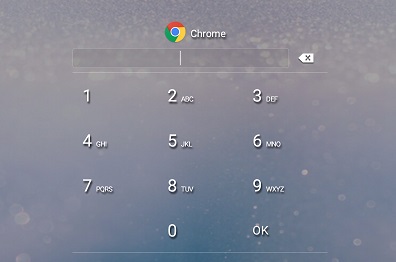 Chrome
1 2 ABC 3 DEF
4 GHI 5 JKL 6 MNO
7 PQRS 8 TUV 9 WXYZ
0 OK